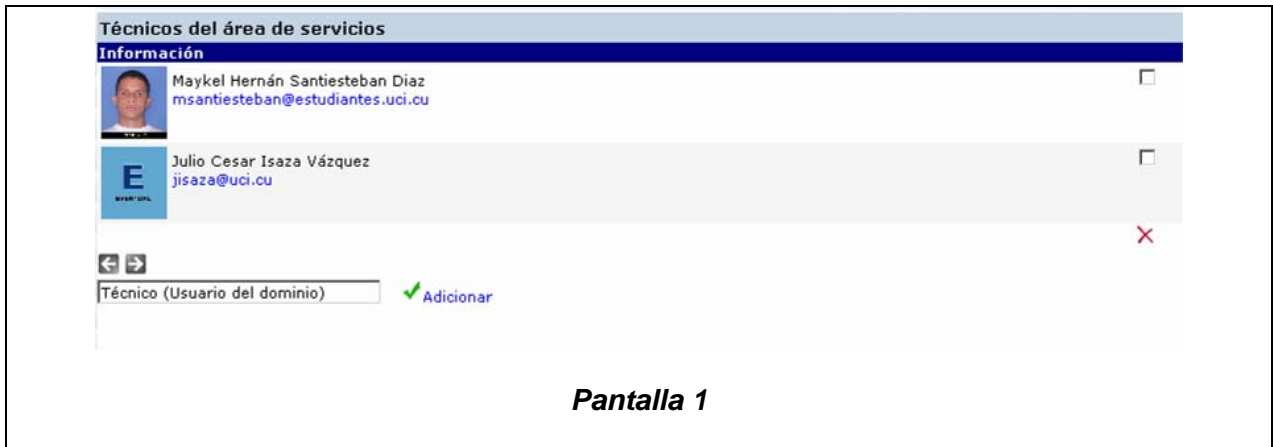 Técnicos del área de servicios
Información
Maykel Hernán Santiesteban Diaz
msantiesteban@estudiantes.uci.cu
Julio Cesar Isaza Vázquez
jisaza@uci.cu
E
Técnico (Usuario del dominio)
Adicionar
Pantalla 1